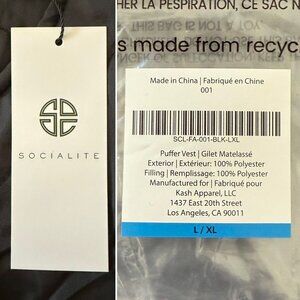 SOCIALITE
HER LA PESPIRATION, CE SAC N
THIS BAG IS NOT A TOY.
s made from recyc
Made in China | Fabriqué en Chine
001
SCL-FA-001-BLK-LXL
Puffer Vest | Gilet Matelassé
Exterior | Extérieur: 100% Polyester
Filling | Remplissage: 100% Polyester
Manufactured for | Fabriqué pour
Kash Apparel, LLC
1437 East 20th Street
Los Angeles, CA 90011
L / XL